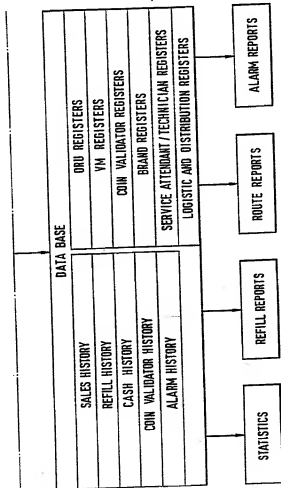 DATA BASE
SALES HISTORY
REFILL HISTORY
CASH HISTORY
COIN VALIDATOR HISTORY
ALARM HISTORY
ORU REGISTERS
VM REGISTERS
COIN VALIDATOR REGISTERS
BRAND REGISTERS
SERVICE ATTENDANT/TECHNICIAN REGISTERS
LOGISTIC AND DISTRIBUTION REGISTERS
STATISTICS
REFILL REPORTS
ROUTE REPORTS
ALARM REPORTS